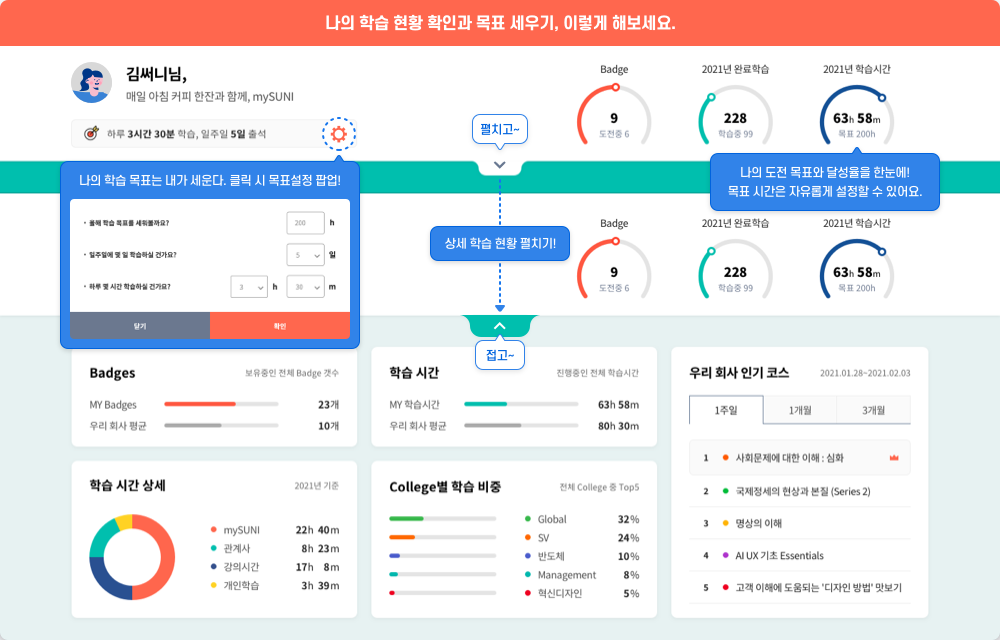 나의 학습 현황 확인과 목표 세우기, 이렇게 해보세요.
김써니님,
매일 아침 커피 한잔과 함께, mySUNI
하루 3시간 30분 학습, 일주일 5일 출석
펼치고~
Badge
9
도전중 6
2021년 완료학습
228
학습중 99
2021년 학습시간
63h 58m
목표 200h
나의 학습 목표는 내가 세운다. 클릭 시 목표설정 팝업!
• 올해 학습 목표를 세워볼까요?
200 h
• 일주일에 몇 일 학습하실 건가요?
5 일
• 하루 몇 시간 학습하실 건가요?
3 h 30 m
닫기
확인
나의 도전 목표와 달성율을 한눈에!
목표 시간은 자유롭게 설정할 수 있어요.
상세 학습 현황 펼치기!
Badge
9
도전중 6
2021년 완료학습
228
학습중 99
2021년 학습시간
63h 58m
목표 200h
접고~
Badges
보유중인 전체 Badge 갯수
MY Badges 23개
우리 회사 평균 10개
학습 시간
진행중인 전체 학습시간
MY 학습시간 63h 58m
우리 회사 평균 80h 30m
우리 회사 인기 코스
2021.01.28~2021.02.03
1주일 1개월 3개월
1 사회문제에 대한 이해 : 심화
2 국제정세의 현상과 본질 (Series 2)
3 명상의 이해
4 AI UX 기초 Essentials
5 고객 이해에 도움되는 '디자인 방법' 맛보기
학습 시간 상세
2021년 기준
mySUNI 22h 40m
관계사 8h 23m
강의시간 17h 8m
개인학습 3h 39m
College별 학습 비중
전체 College 중 Top5
Global 32%
SV 24%
반도체 10%
Management 8%
혁신디자인 5%